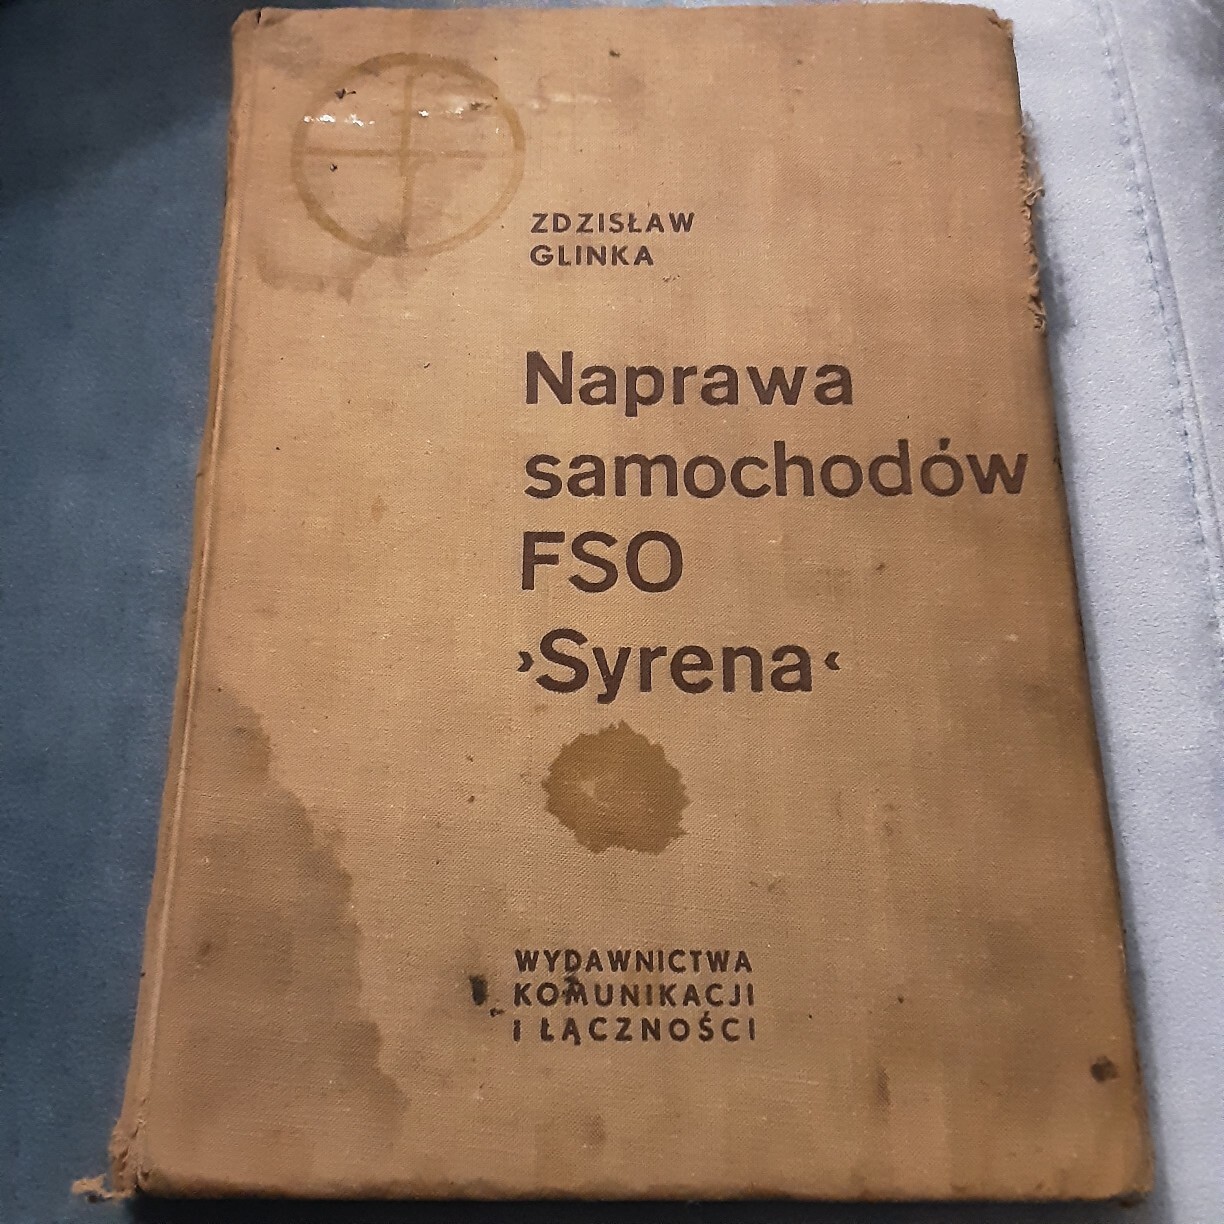 ZDZISŁAW
GLINKA
Naprawa
samochodów
FSO
›Syrena‹
WYDAWNICTWA
KOMUNIKACJI
I ŁĄCZNOŚCI